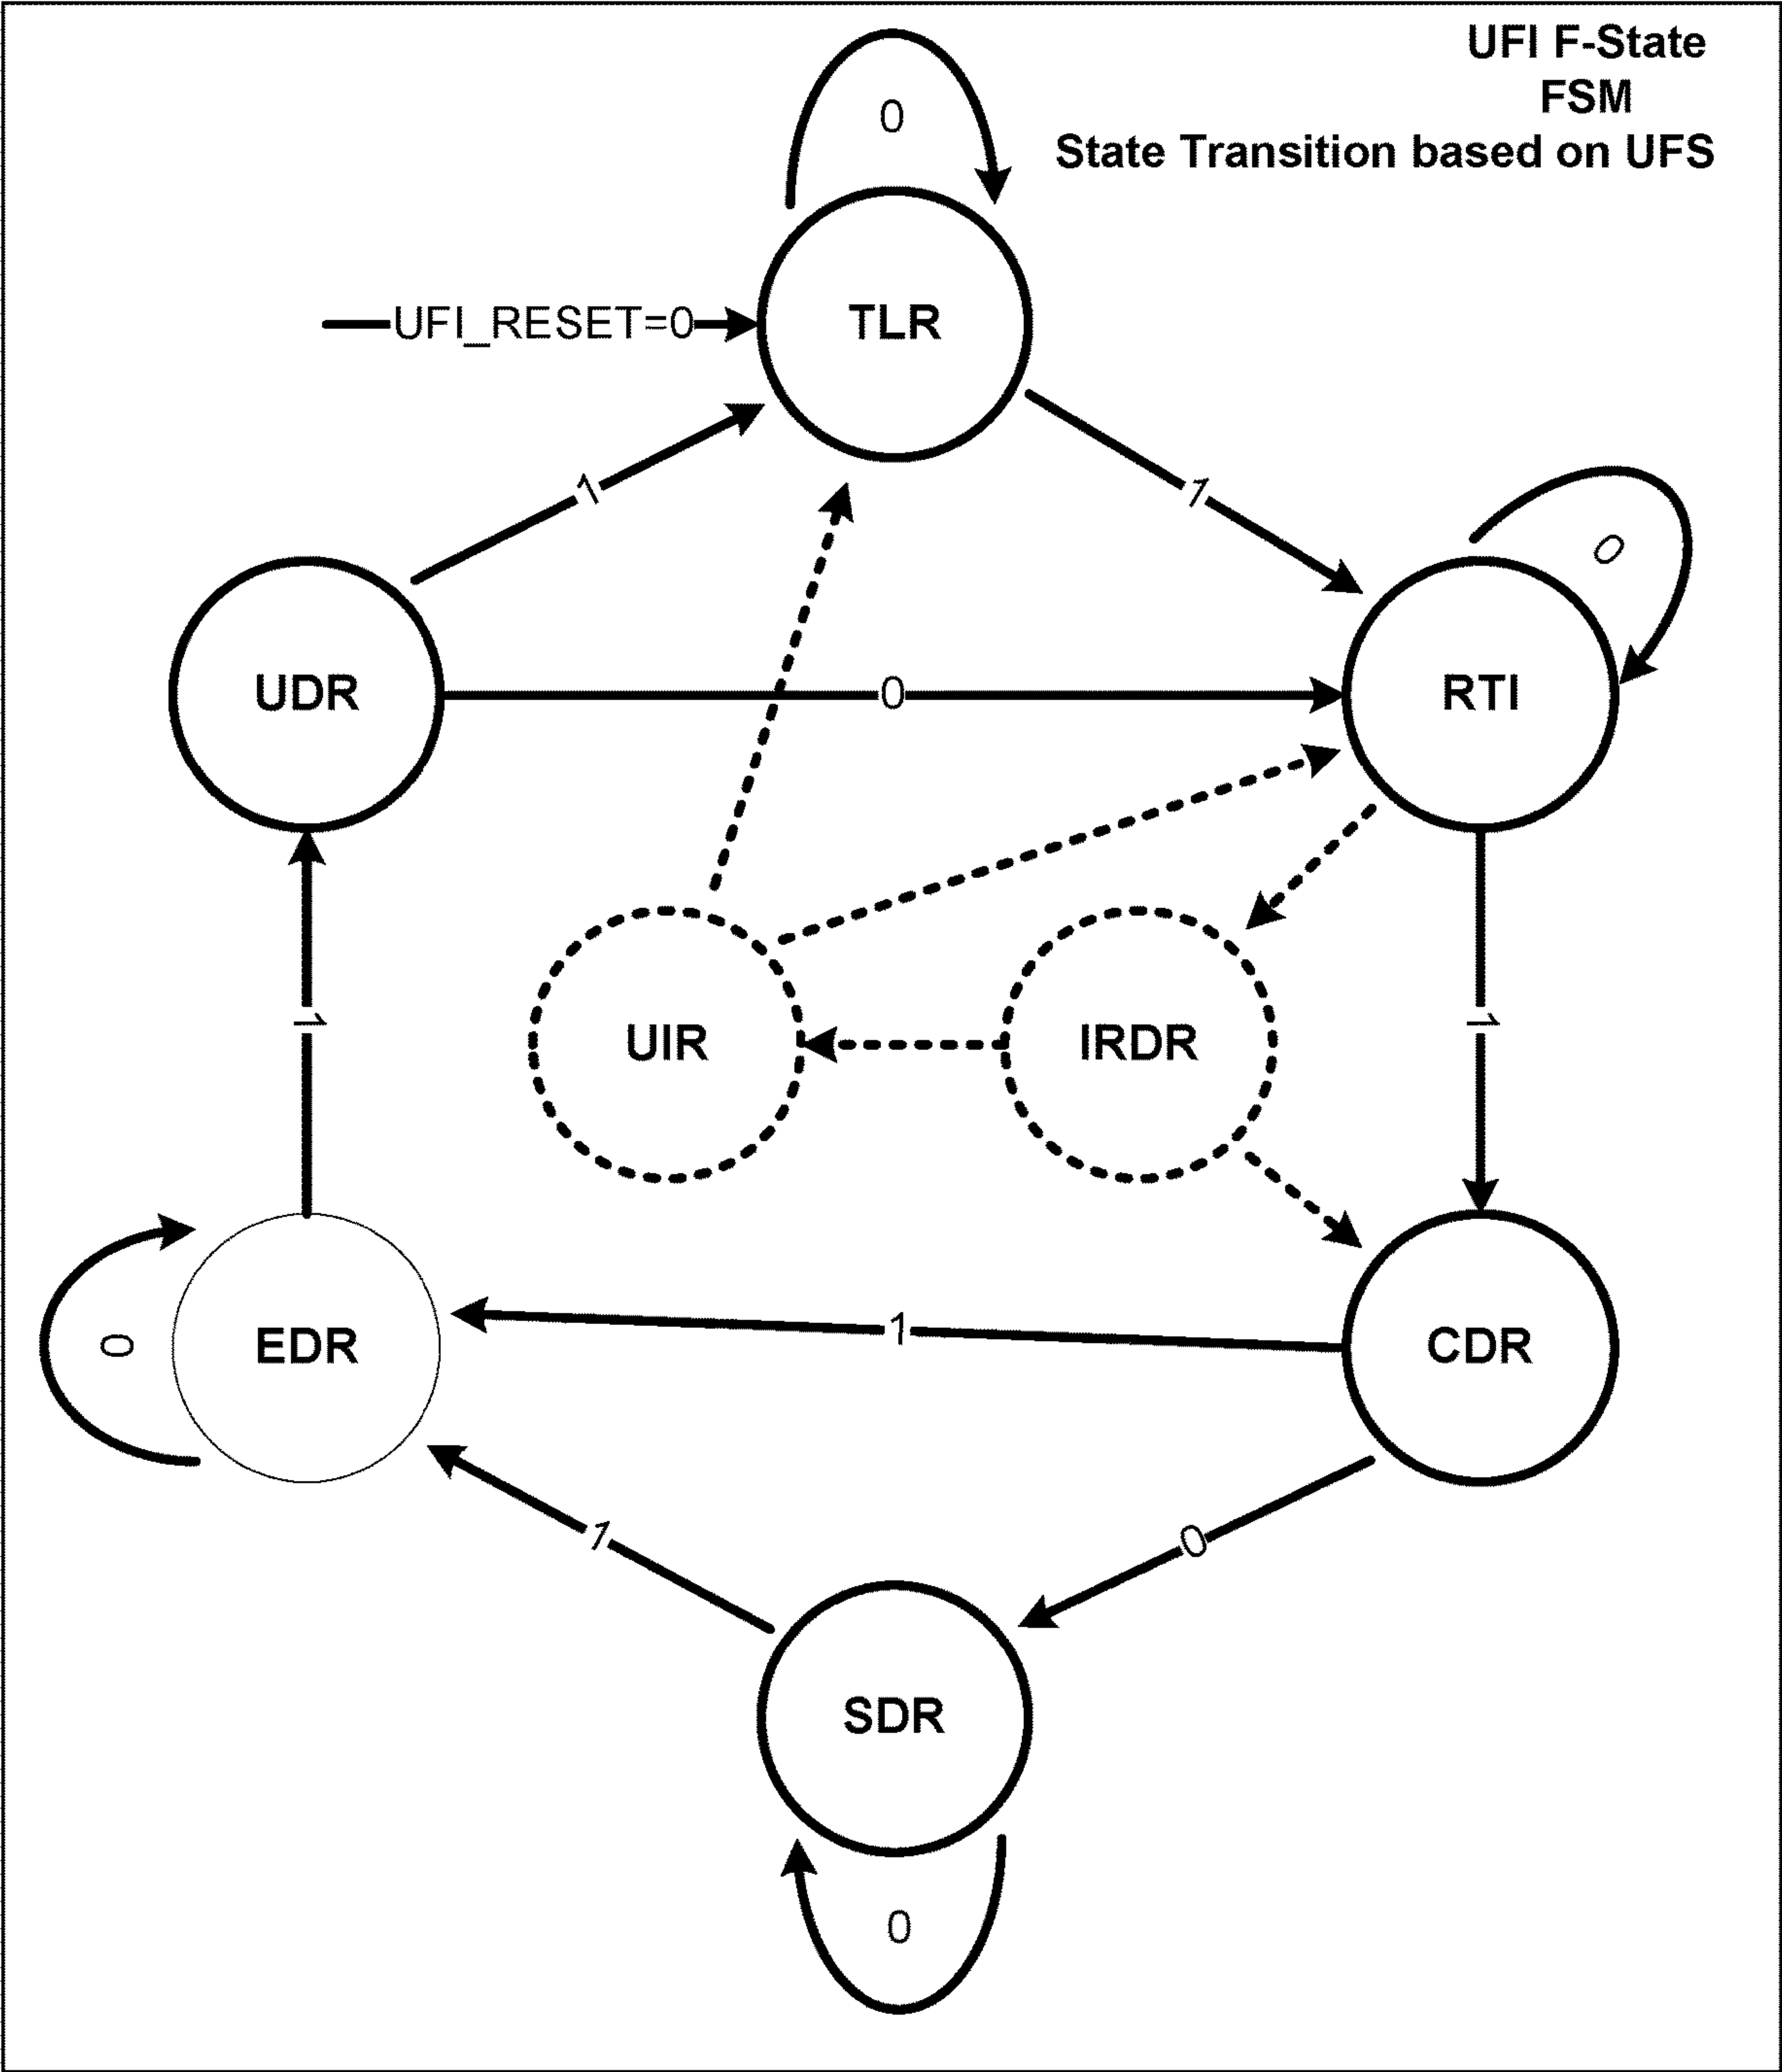 UFI F-State
FSM
State Transition based on UFS
0
UFI_RESET=0
TLR
1
1
0
UDR
0
RTI
UIR
IRDR
1
1
0
EDR
1
CDR
1
0
SDR
0